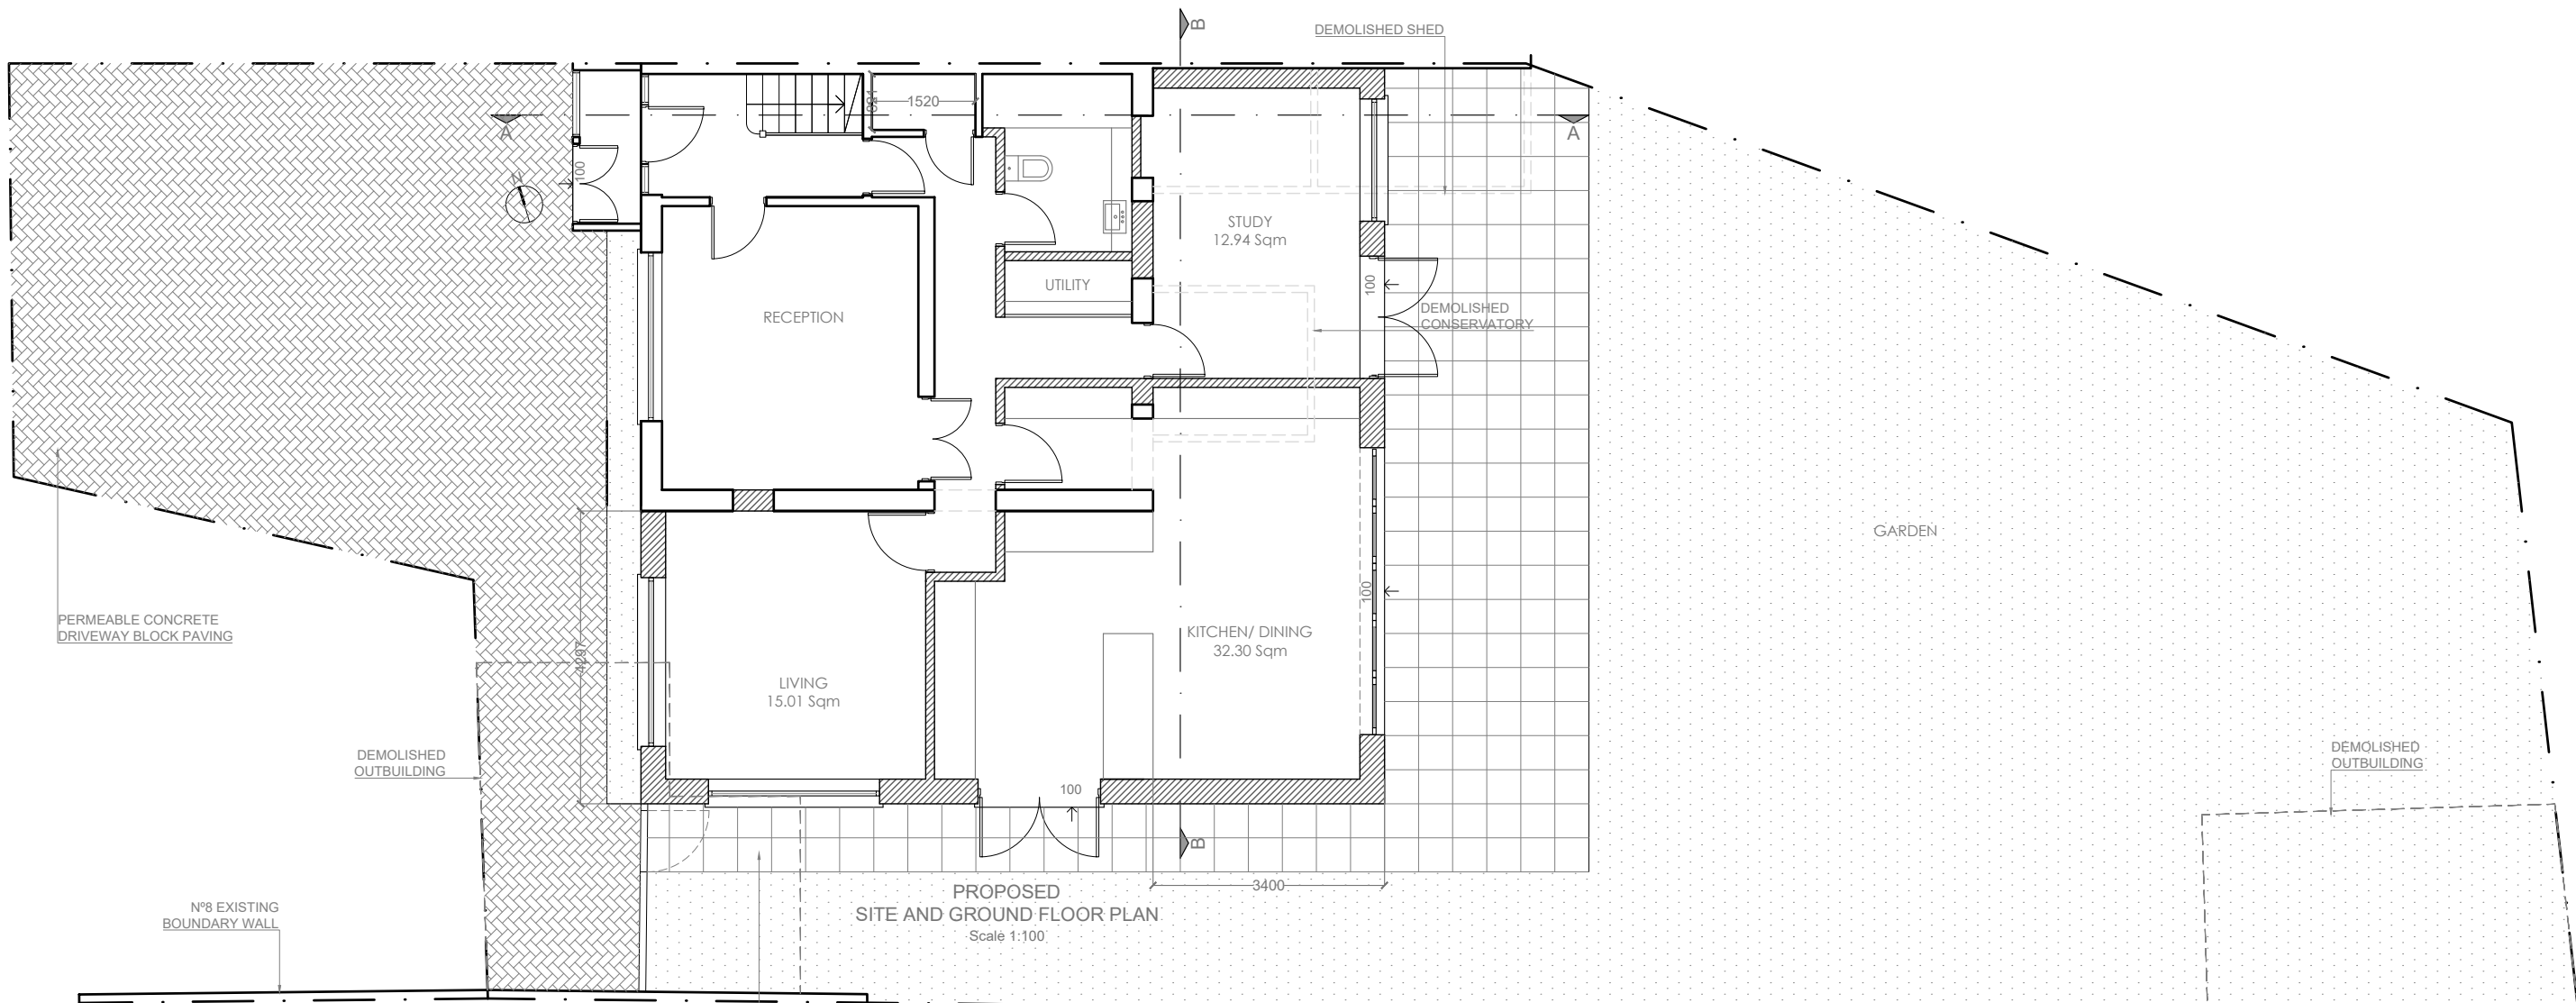 B
DEMOLISHED SHED
821
1520
A
A
100
N
STUDY
12.94 Sqm
UTILITY
100
RECEPTION
DEMOLISHED
CONSERVATORY
GARDEN
100
PERMEABLE CONCRETE
DRIVEWAY BLOCK PAVING
4297
KITCHEN/ DINING
32.30 Sqm
LIVING
15.01 Sqm
DEMOLISHED
OUTBUILDING
DEMOLISHED
OUTBUILDING
100
B
3400
PROPOSED
SITE AND GROUND FLOOR PLAN
Scale 1:100
Nº8 EXISTING
BOUNDARY WALL